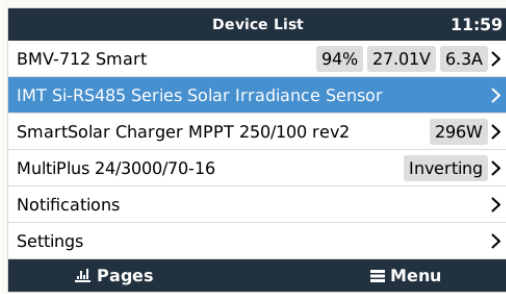 Device List 11:59
BMV-712 Smart 94% 27.01V 6.3A
IMT Si-RS485 Series Solar Irradiance Sensor
SmartSolar Charger MPPT 250/100 rev2 296W
MultiPlus 24/3000/70-16 Inverting
Notifications
Settings
Pages Menu